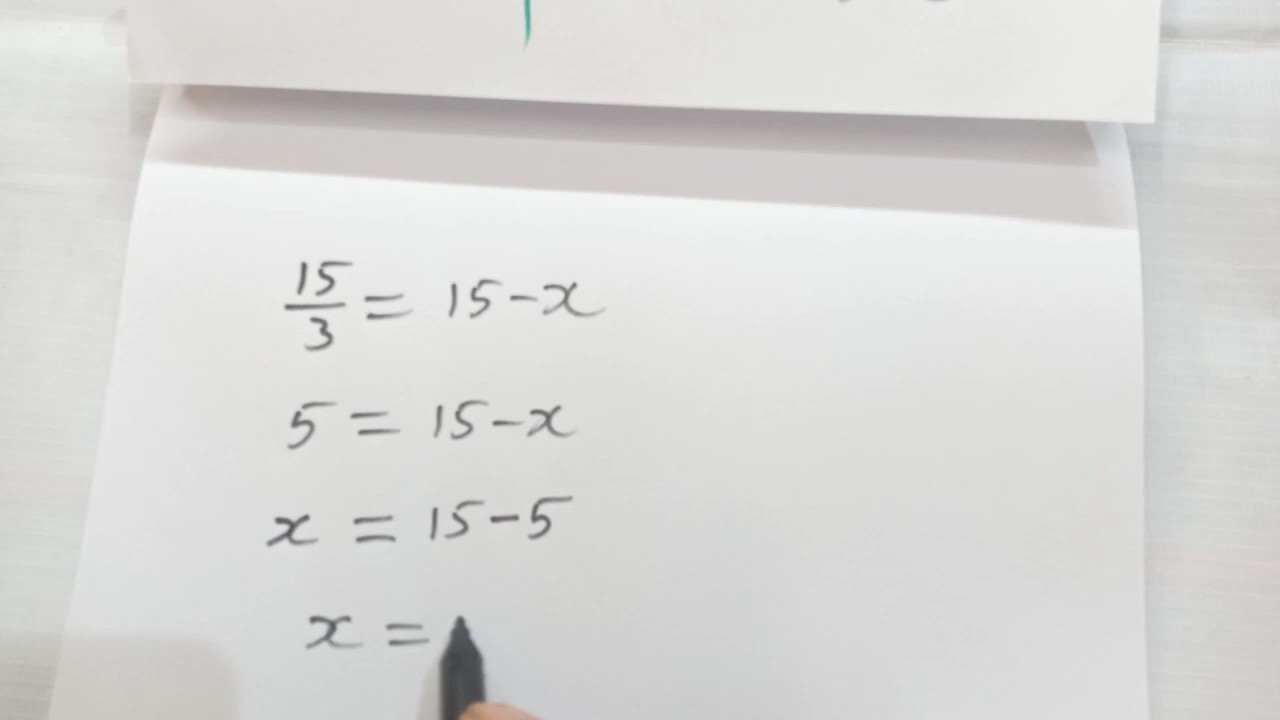 15/3 = 15-x
5 = 15-x
x = 15-5
x =